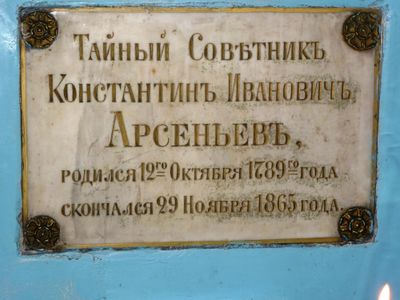 Тайный Совѣтникъ
Константинъ Ивановичъ
Арсеньевъ,
родился 12го Октября 1789го года
скончался 29 Ноября 1865 года.